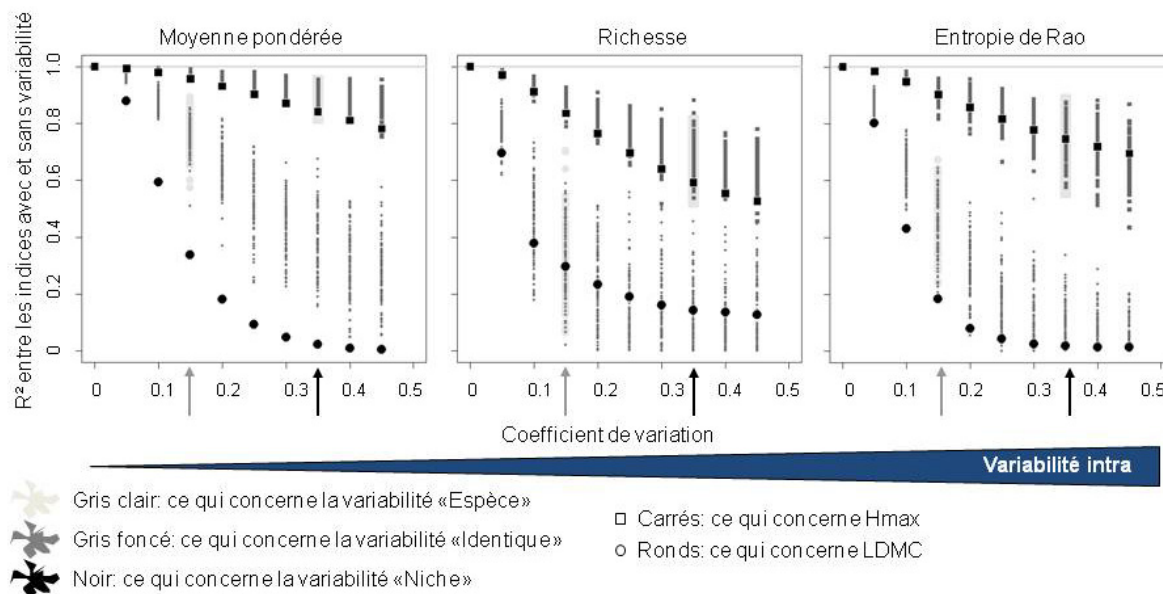 Moyenne pondérée
Richesse
Entropie de Rao
R² entre les indices avec et sans variabilité
1.0
0.8
0.6
0.4
0.2
0
0 0.1 0.2 0.3 0.4 0.5
0 0.1 0.2 0.3 0.4 0.5
0 0.1 0.2 0.3 0.4 0.5
Coefficient de variation
Variabilité intra
Gris clair: ce qui concerne la variabilité «Espèce»
Gris foncé: ce qui concerne la variabilité «Identique»
Noir: ce qui concerne la variabilité «Niche»
Carrés: ce qui concerne Hmax
Ronds: ce qui concerne LDMC